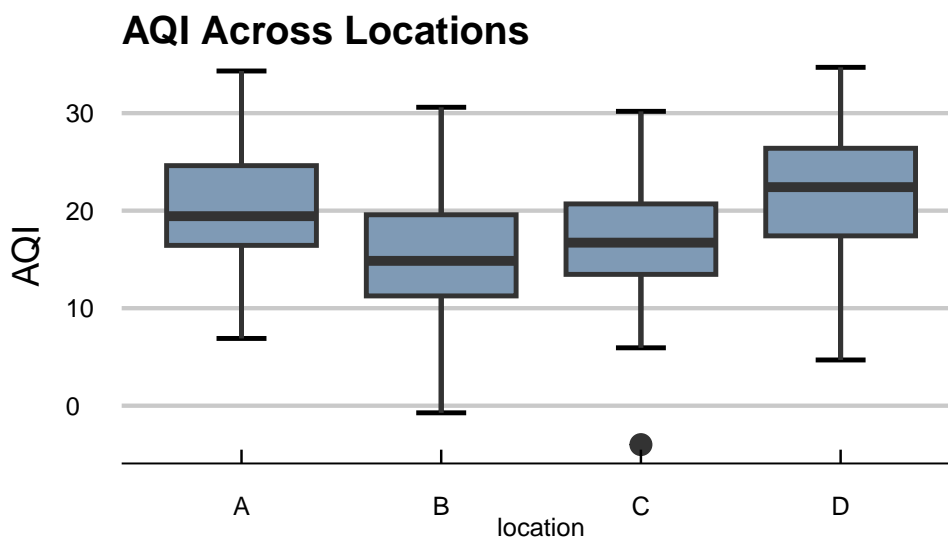 AQI Across Locations
AQI
30
20
10
0
A B C D
location